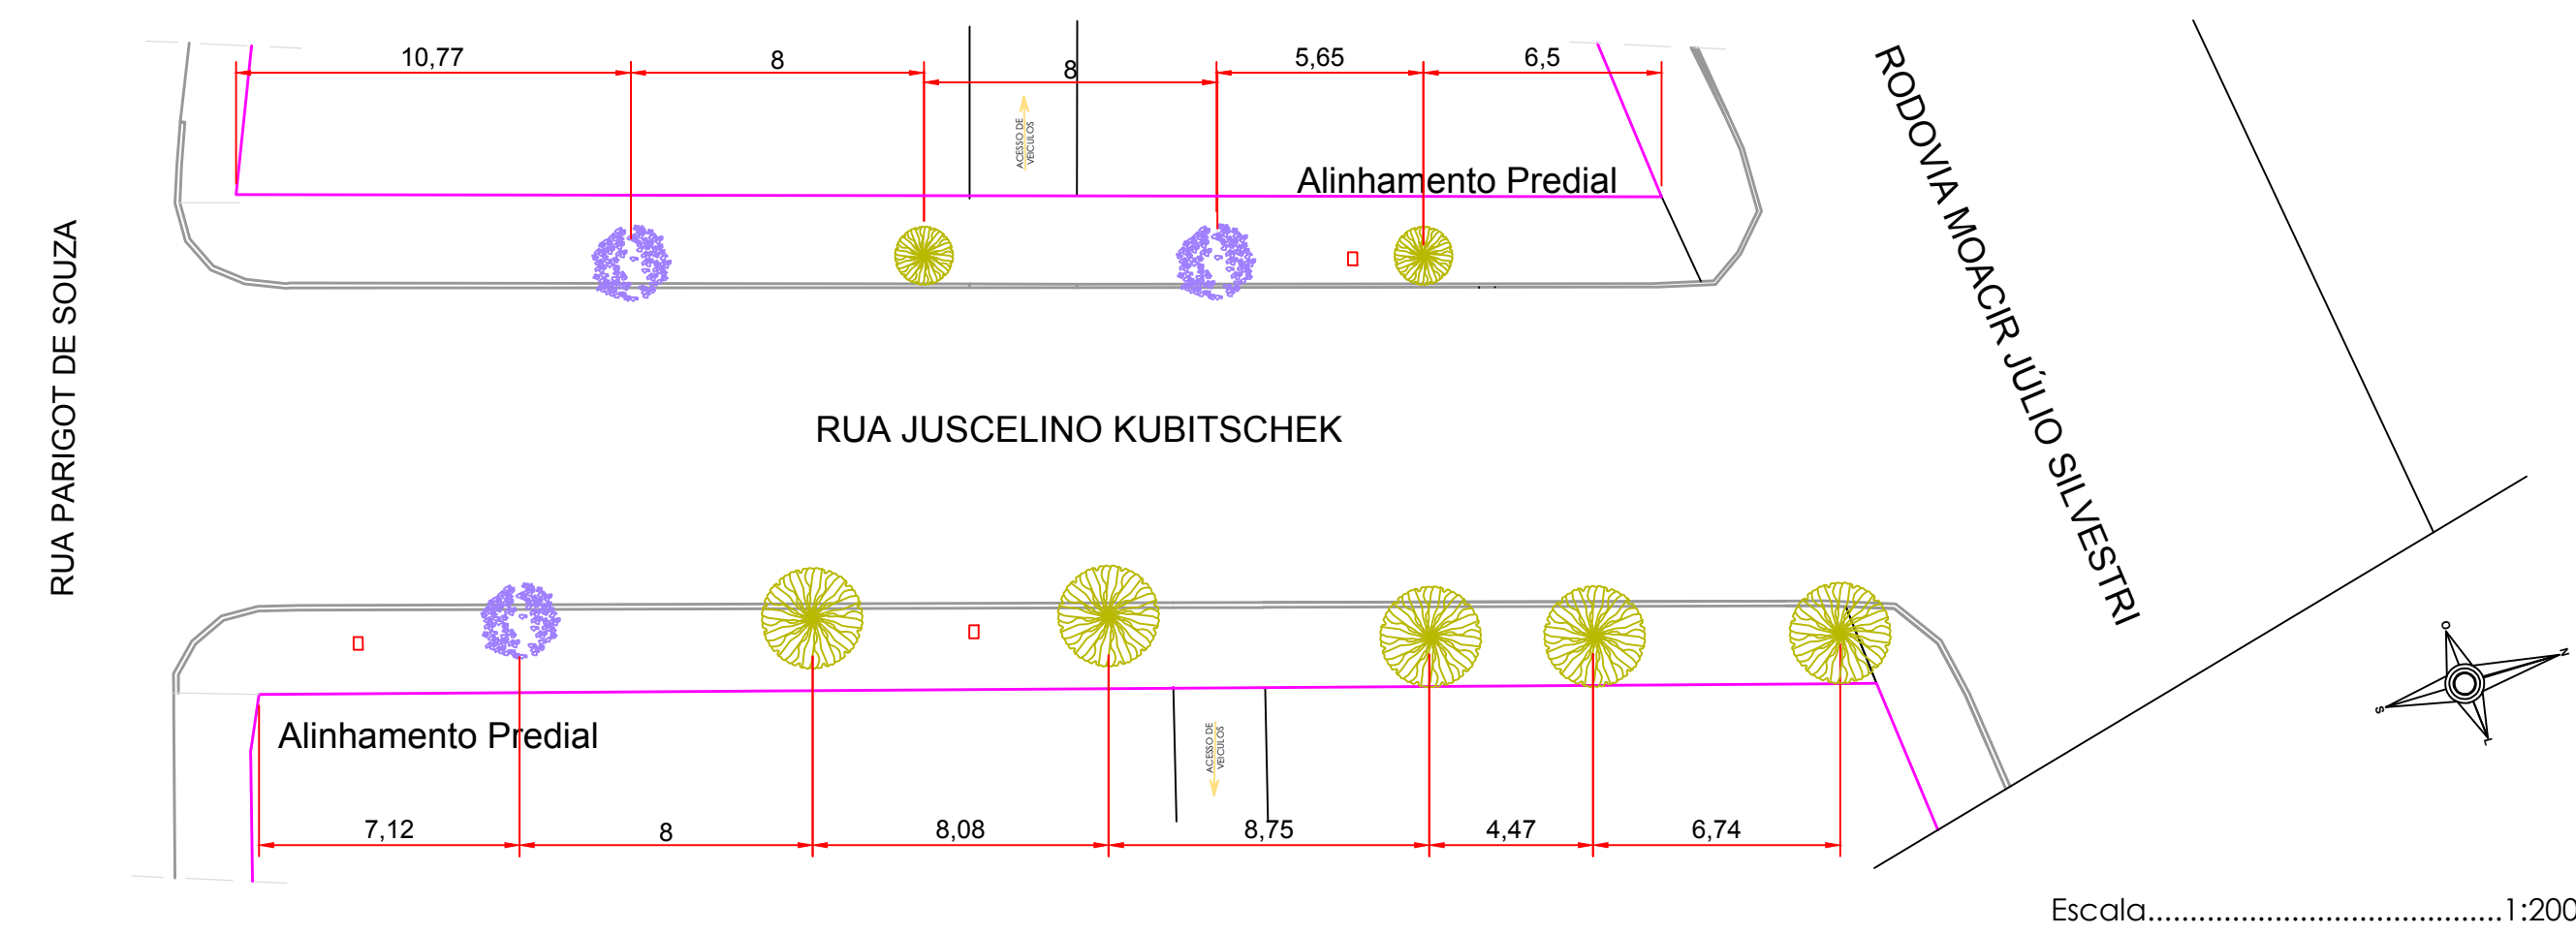 10,77
8
8
5,65
6,5
ACESSO DE
VEICULOS
Alinhamento Predial
RODOVIA MOACIR JÚLIO SILVESTRI
RUA PARIGOT DE SOUZA
RUA JUSCELINO KUBITSCHEK
O
N
S
L
Alinhamento Predial
ACESSO DE
VEICULOS
7,12
8
8,08
8,75
4,47
6,74
Escala..........................................1:200